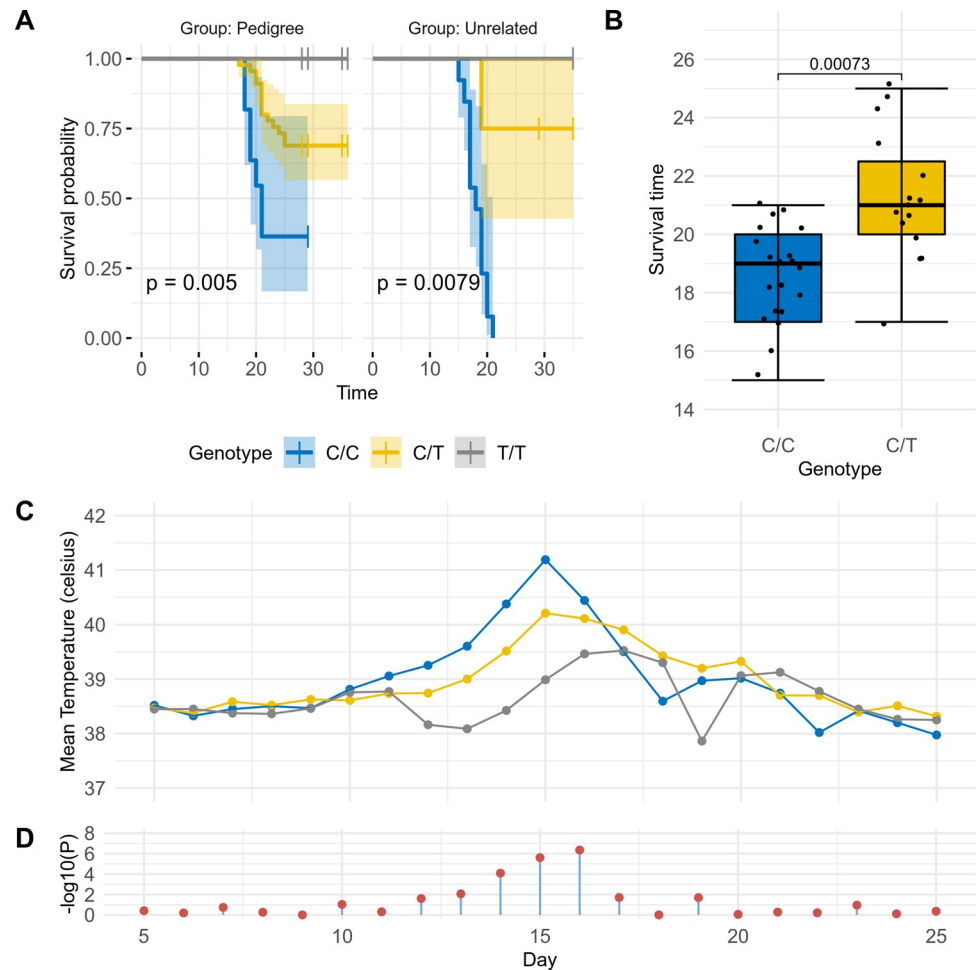 A
Group: Pedigree
Group: Unrelated
Survival probability
1.00
0.75
0.50
0.25
0.00
p = 0.005
p = 0.0079
0 10 20 30
0 10 20 30
Time
Genotype C/C C/T T/T
B
0.00073
Survival time
26
24
22
20
18
16
14
C/C C/T
Genotype
C
Mean Temperature (celsius)
42
41
40
39
38
37
D
-log10(P)
8
6
4
2
0
5 10 15 20 25
Day